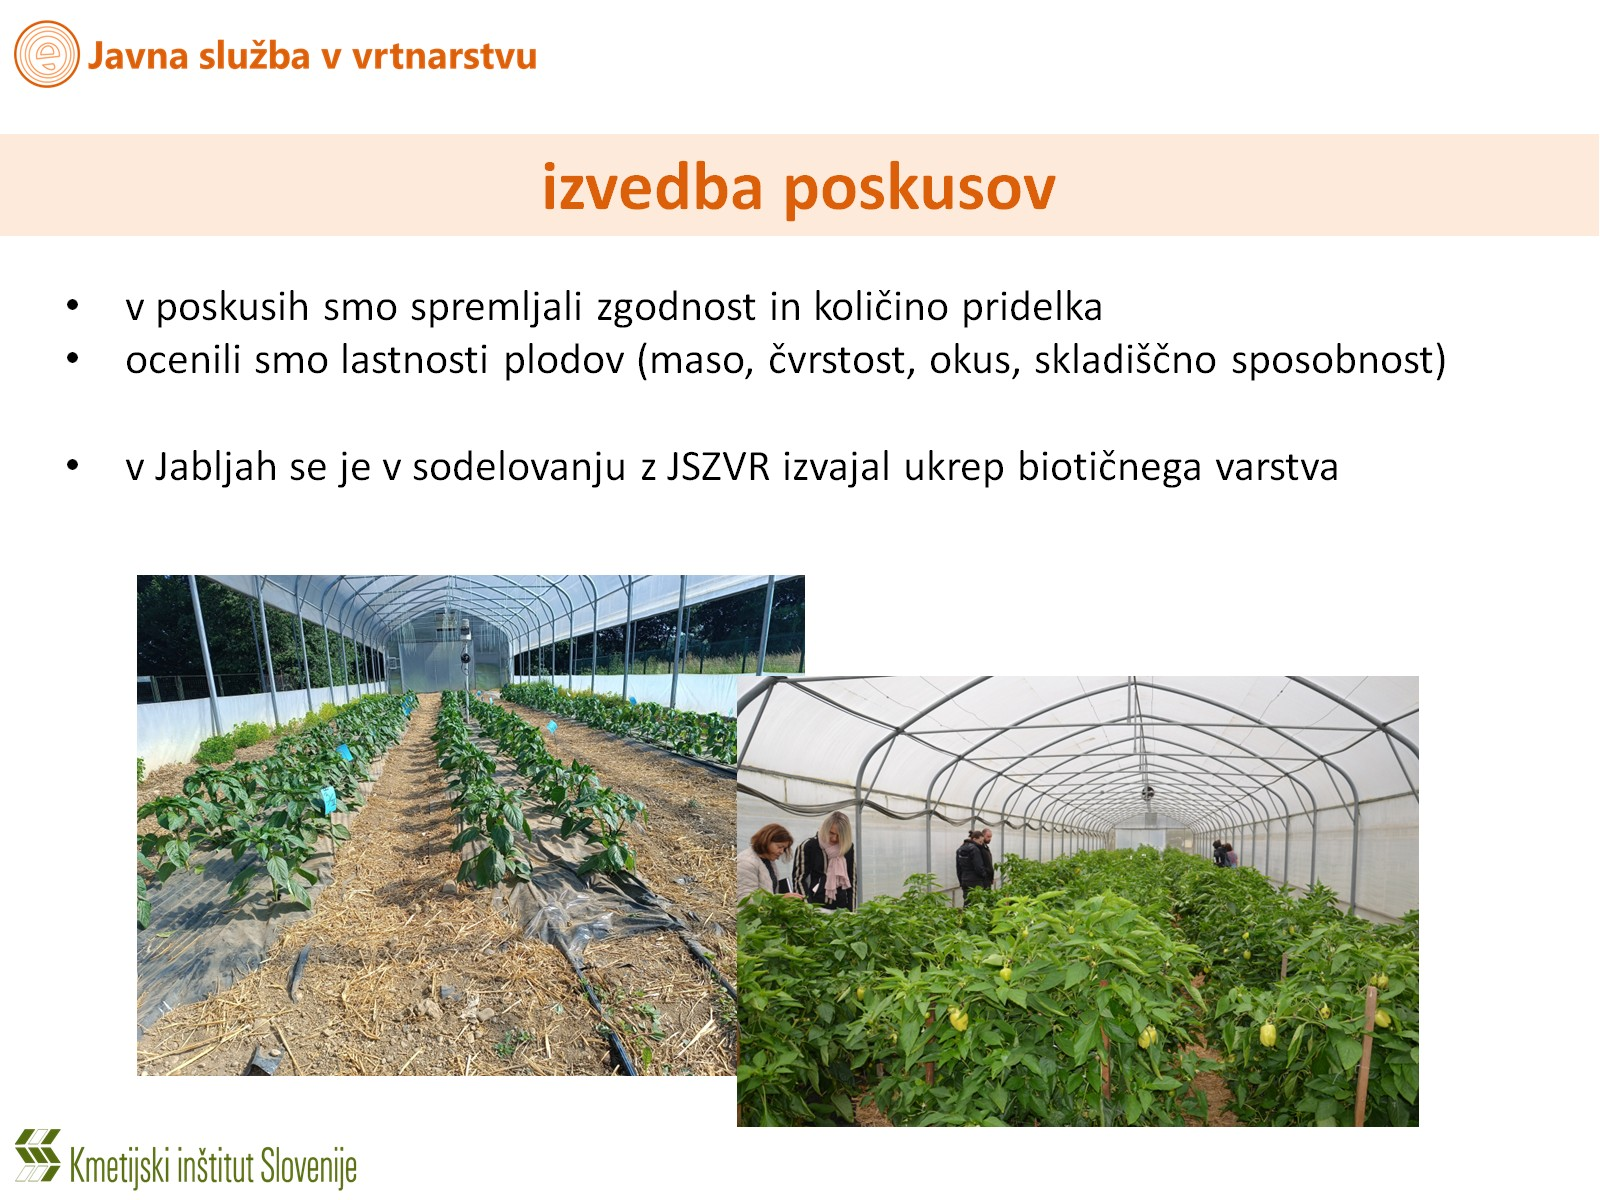 Javna služba v vrtnarstvu
izvedba poskusov
• v poskusih smo spremljali zgodnost in količino pridelka
• ocenili smo lastnosti plodov (maso, čvrstost, okus, skladiščno sposobnost)
• v Jabljah se je v sodelovanju z JSZVR izvajal ukrep biotičnega varstva
Kmetijski inštitut Slovenije